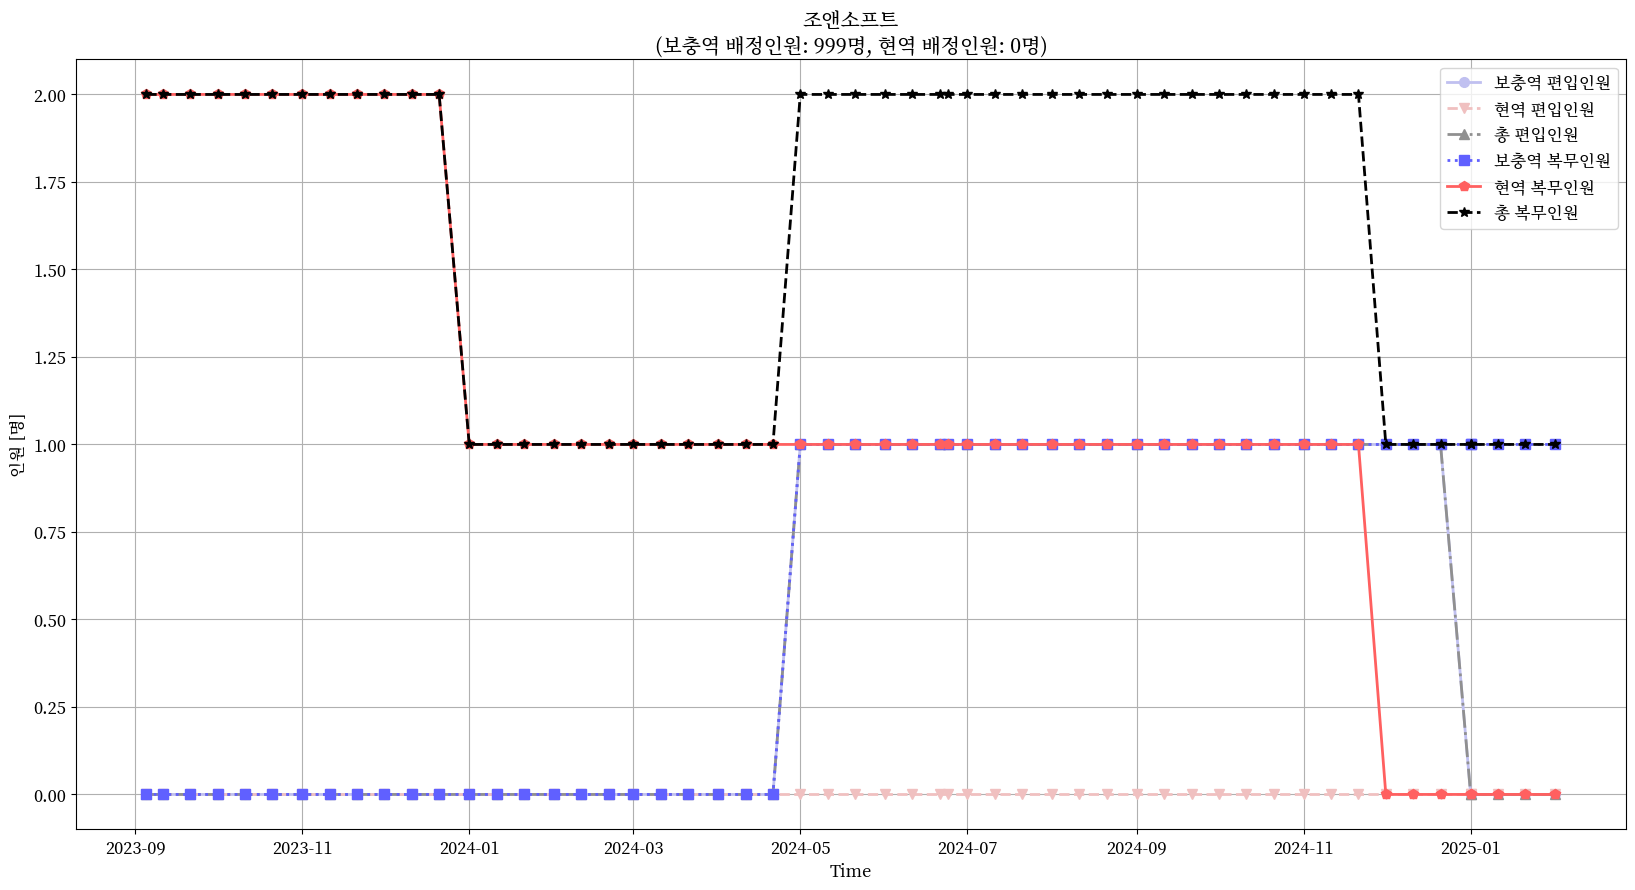 조앤소프트
(보충역 배정인원: 999명, 현역 배정인원: 0명)
보충역 편입인원
현역 편입인원
총 편입인원
보충역 복무인원
현역 복무인원
총 복무인원
2.00
1.75
1.50
1.25
1.00
0.75
0.50
0.25
0.00
인원 [명]
2023-09
2023-11
2024-01
2024-03
2024-05
2024-07
2024-09
2024-11
2025-01
Time